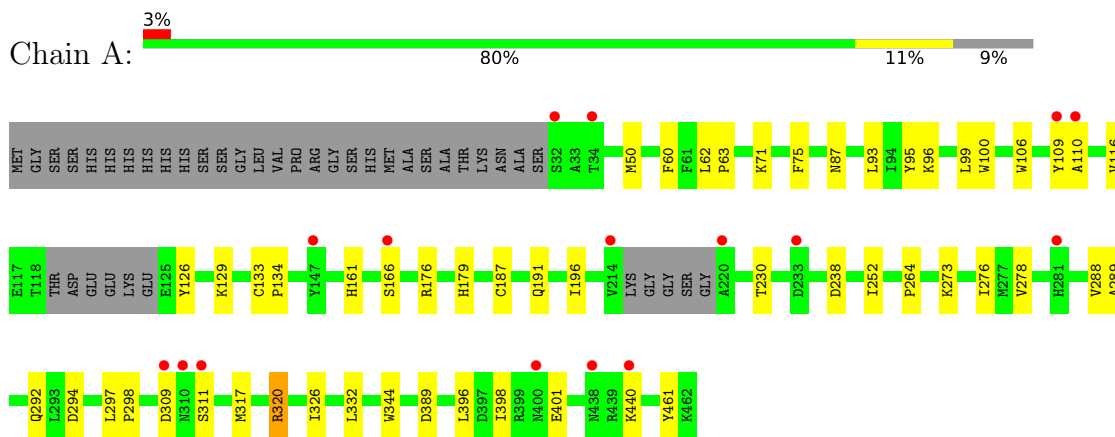 3%
Chain A:
80% 11% 9%
MET GLY SER SER HIS HIS HIS HIS HIS HIS SER SER GLY LEU VAL PRO ARG GLY SER HIS MET ALA SER ALA THR LYS ASN ALA SER S32 A33 T34 M50 F60 F61 L62 P63 K71 F75 N87 L93 I94 Y95 K96 L99 W100 W106 Y109 A110 V116
E117 T118 THR ASP GLU GLU LYS GLU E125 Y126 K129 C133 P134 Y147 H161 S166 R176 H179 C187 Q191 I196 V214 LYS GLY GLY SER GLY A220 T230 D233 D238 I252 P264 K273 I276 M277 V278 H281 V288 A289
Q292 L293 D294 L297 P298 D309 N310 S311 M317 R320 I326 L332 W344 D389 L396 D397 I398 R399 N400 E401 N438 R439 K440 Y461 K462